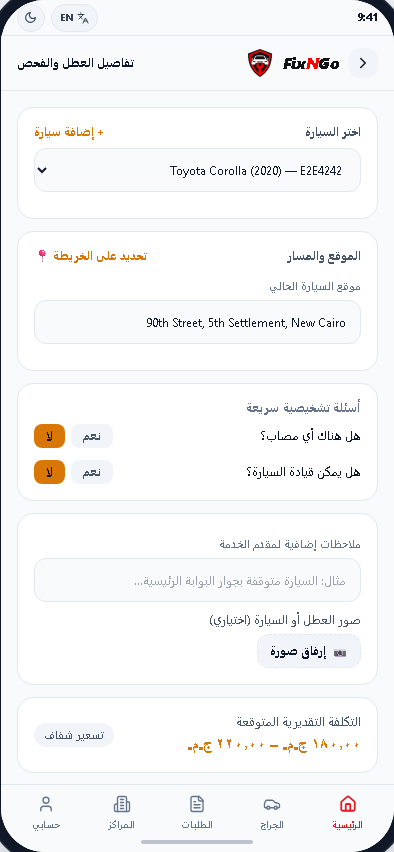 9:41
EN
FixNGo
تفاصيل العطل والفحص
اختر السيارة
+ إضافة سيارة
Toyota Corolla (2020) — E2E4242
الموقع والمسار
تحديد على الخريطة
موقع السيارة الحالي
90th Street, 5th Settlement, New Cairo
أسئلة تشخيصية سريعة
هل هناك أي مصاب؟
نعم
لا
هل يمكن قيادة السيارة؟
نعم
لا
ملاحظات إضافية لمقدم الخدمة
مثال: السيارة متوقفة بجوار البوابة الرئيسية...
صور العطل أو السيارة (اختياري)
إرفاق صورة
التكلفة التقديرية المتوقعة
١٨٠٫٠٠ ج.م.‏ – ٢٢٠٫٠٠ ج.م.‏
تسعير شفاف
الرئيسية
الجراج
الطلبات
المراكز
حسابي